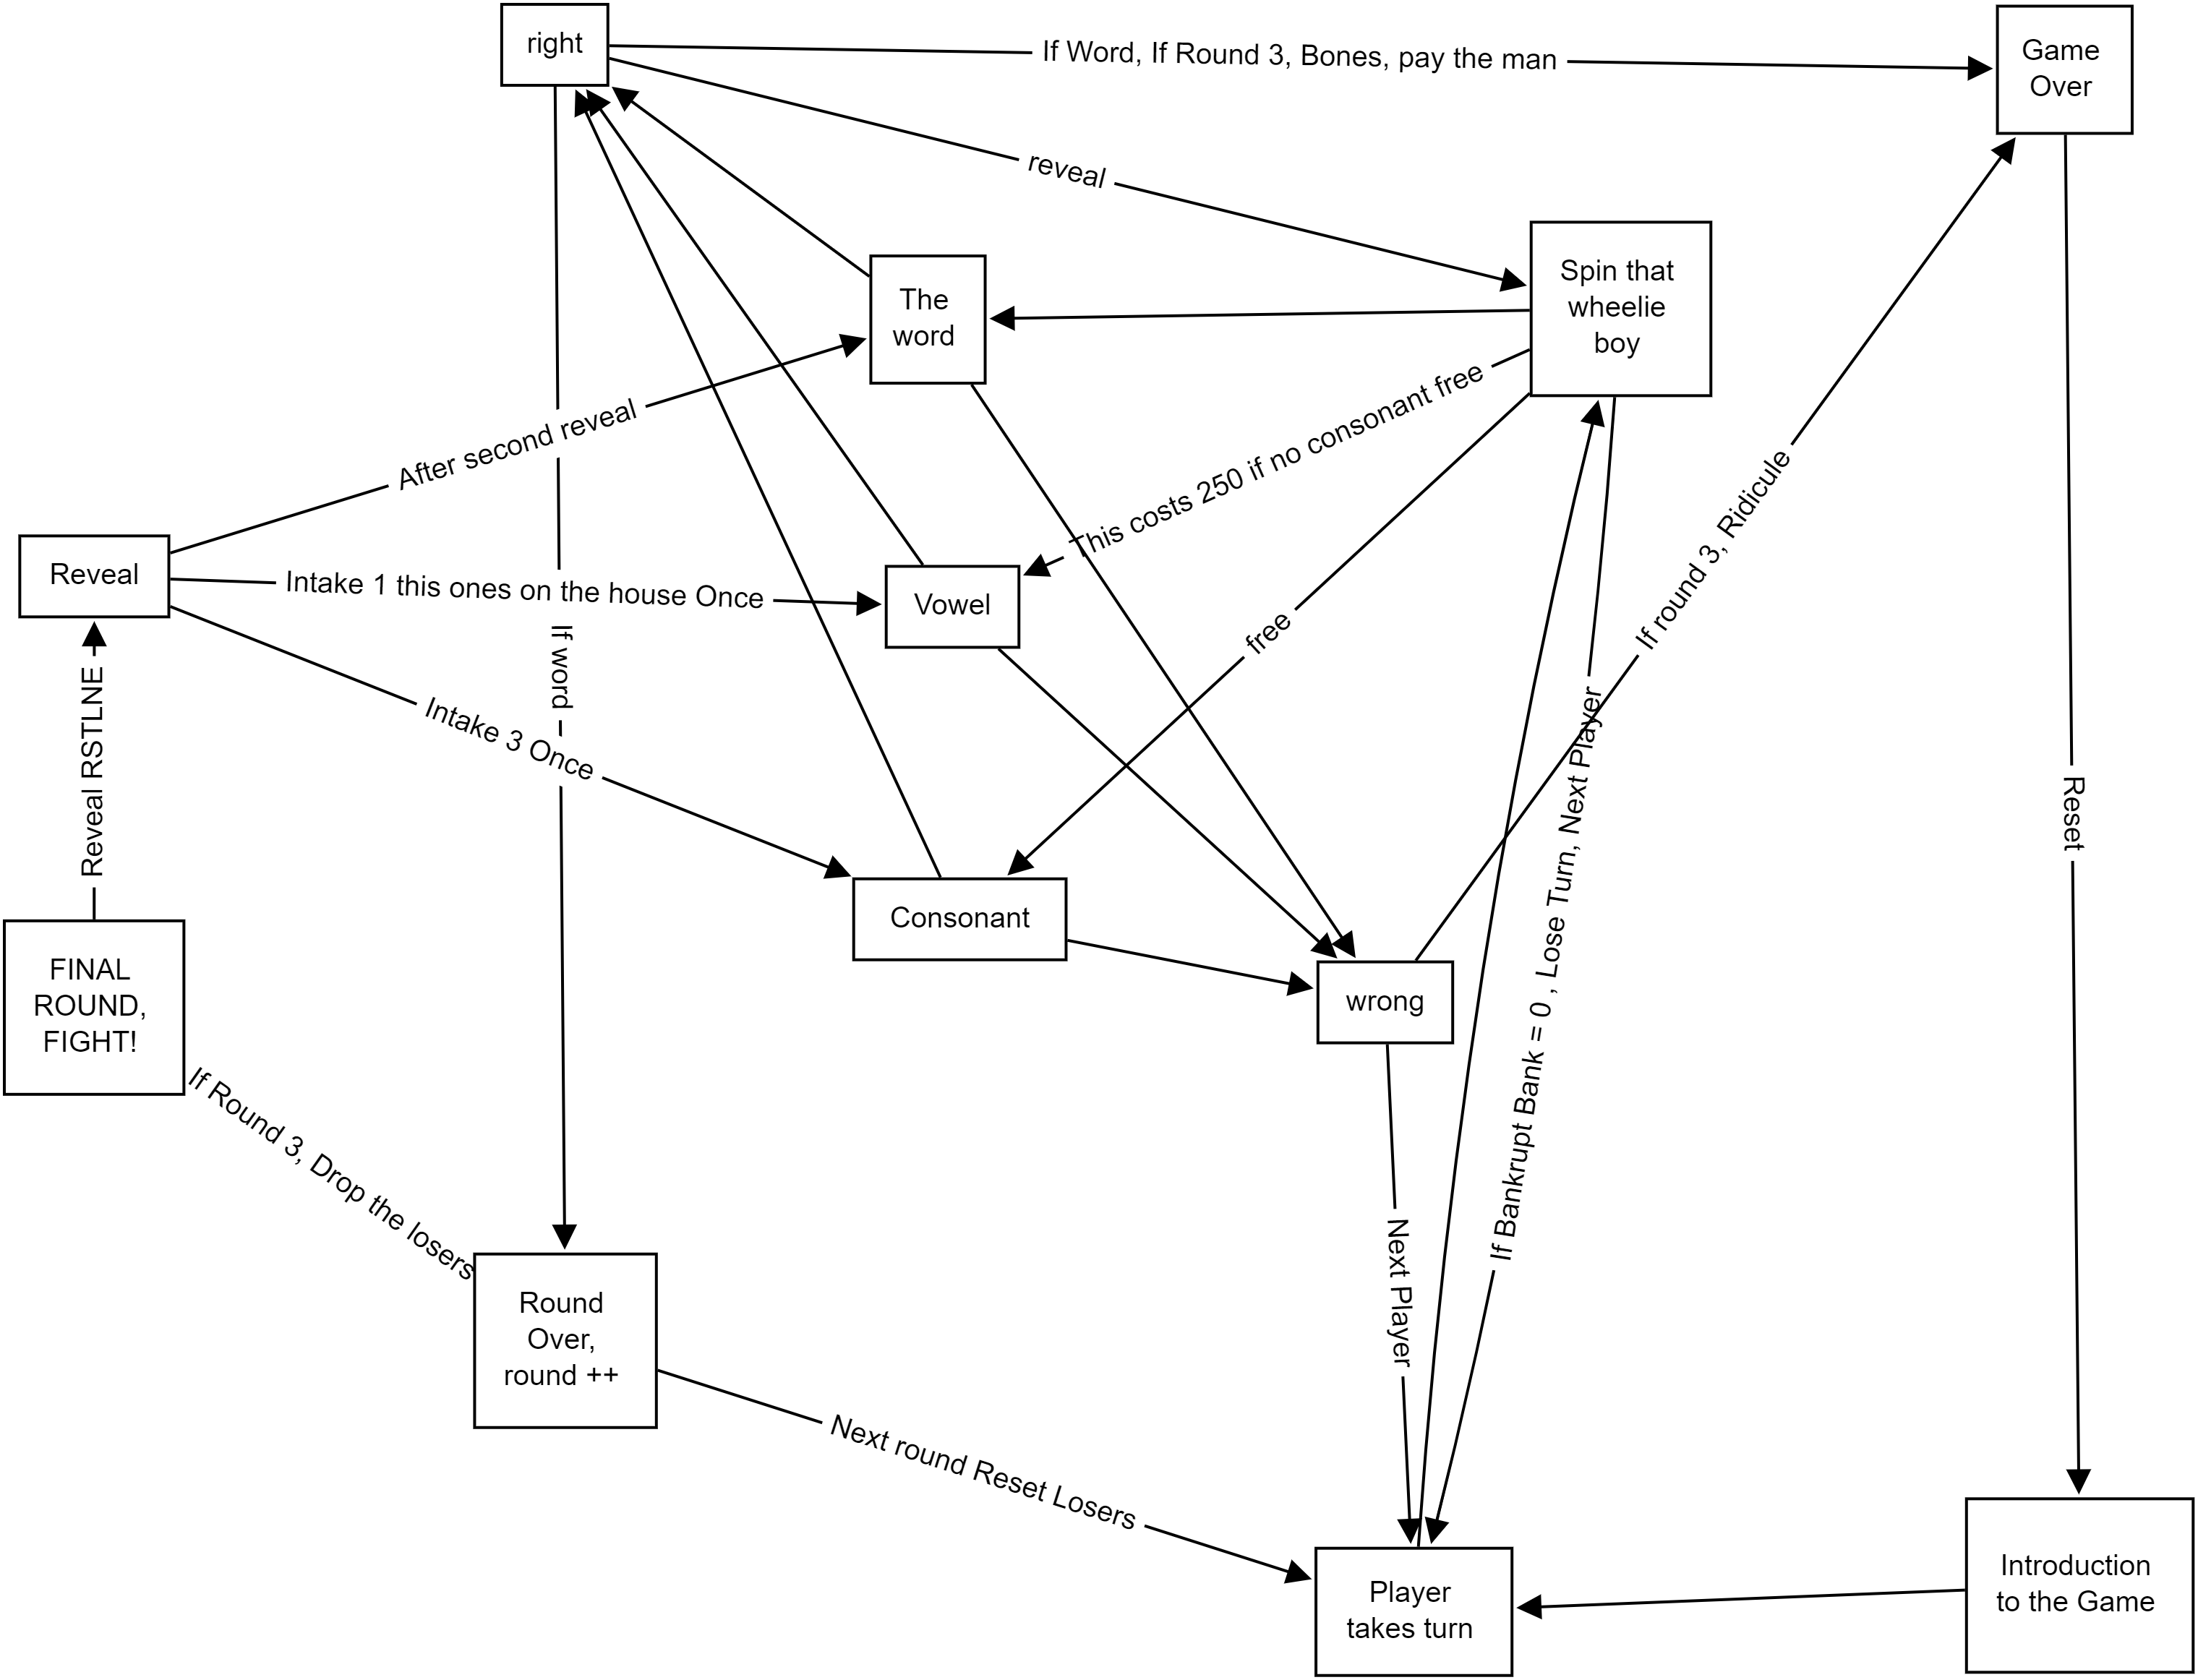 right
If Word, If Round 3, Bones, pay the man
Game
Over
reveal
Spin that
wheelie
boy
The
word
After second reveal
This costs 250 if no consonant free
If round 3, Ridicule
Reveal
Intake 1 this ones on the house Once
Vowel
free
If word
Reveal RSTLNE
Intake 3 Once
If Bankrupt Bank = 0 , Lose Turn, Next Player
Reset
Consonant
FINAL
ROUND,
FIGHT!
wrong
If Round 3, Drop the losers
Round
Over,
round ++
Next Player
Next round Reset Losers
Player
takes turn
Introduction
to the Game